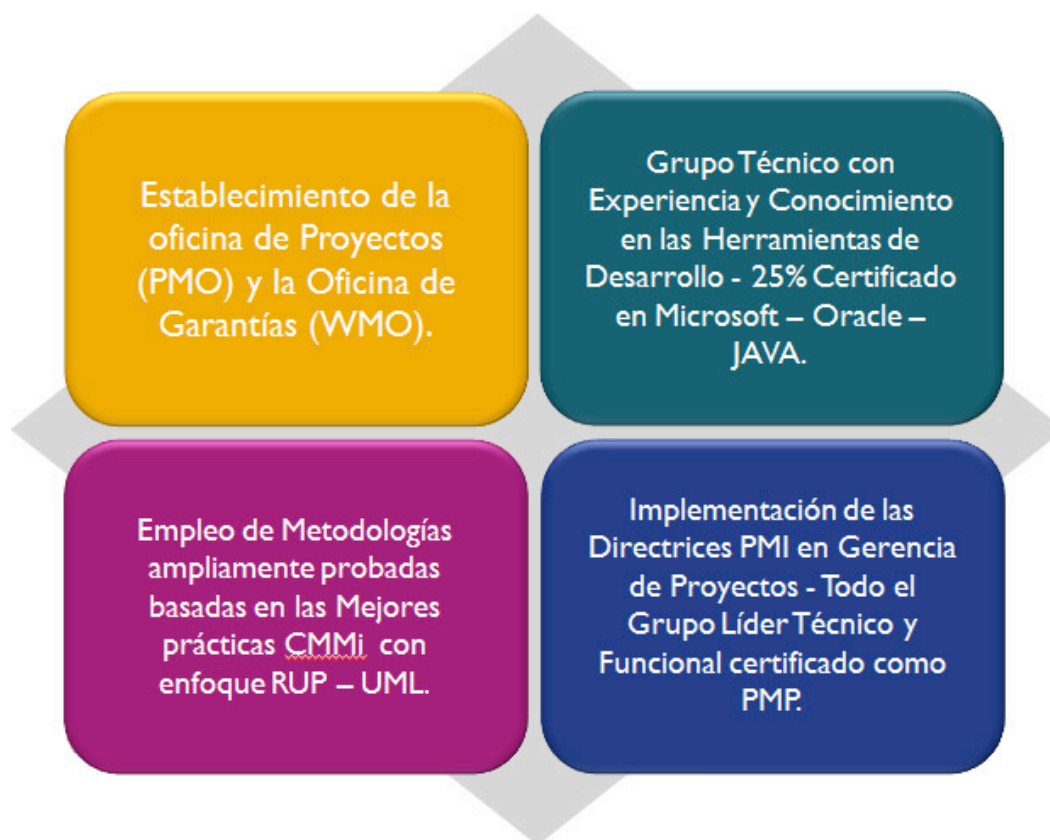 Establecimiento de la
oficina de Proyectos
(PMO) y la Oficina de
Garantías (WMO).
Grupo Técnico con
Experiencia y Conocimiento
en las Herramientas de
Desarrollo - 25% Certificado
en Microsoft – Oracle –
JAVA.
Empleo de Metodologías
ampliamente probadas
basadas en las Mejores
prácticas CMMi con
enfoque RUP – UML.
Implementación de las
Directrices PMI en Gerencia
de Proyectos - Todo el
Grupo Líder Técnico y
Funcional certificado como
PMP.